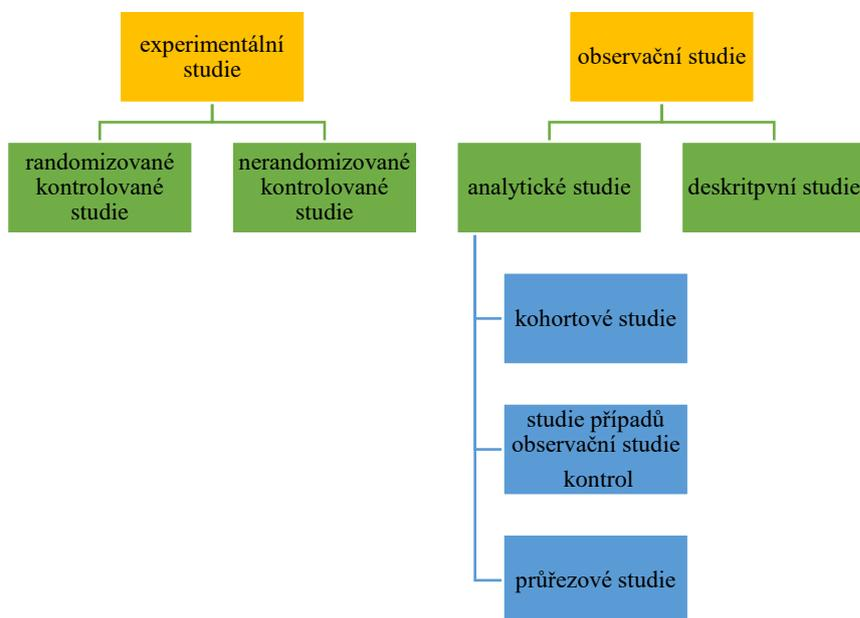 experimentální
studie
observační studie
randomizované
kontrolované
studie
nerandomizované
kontrolované
studie
analytické studie
deskritpvní studie
kohortové studie
studie případů
observační studie
kontrol
průřezové studie